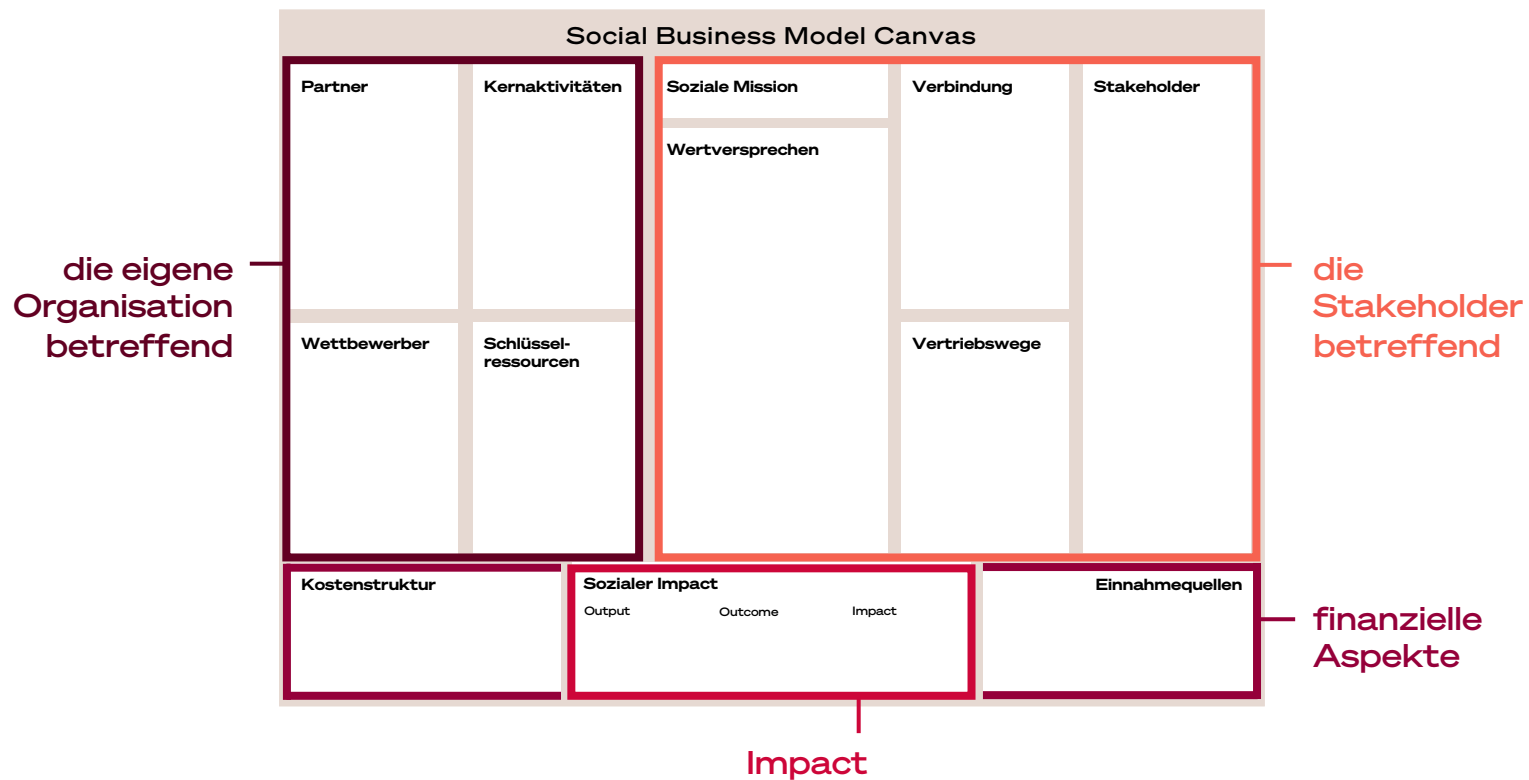 Social Business Model Canvas
Partner
Kernaktivitäten
Soziale Mission
Verbindung
Stakeholder
Wertversprechen
die eigene
Organisation
betreffend
die
Stakeholder
betreffend
Wettbewerber
Schlüssel-
ressourcen
Vertriebswege
Kostenstruktur
Sozialer Impact
Output
Outcome
Impact
Einnahmequellen
finanzielle
Aspekte
Impact